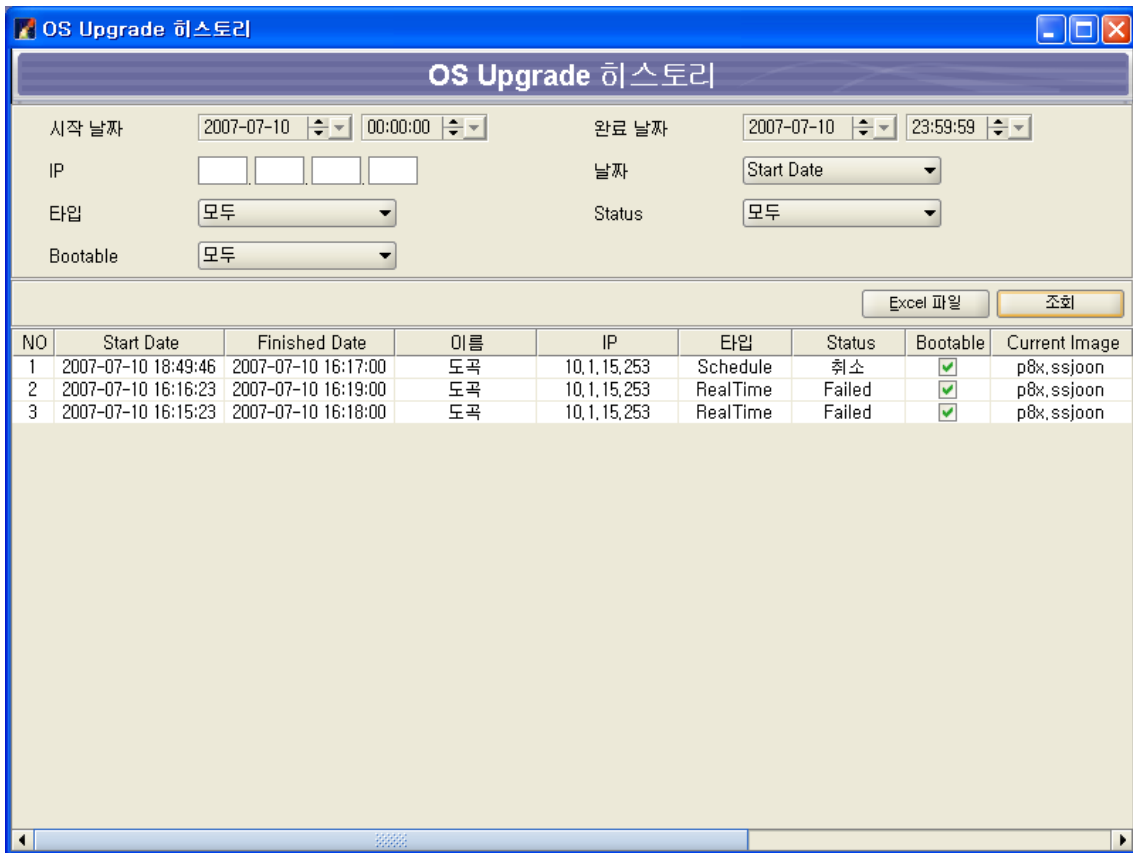 OS Upgrade 히스토리
OS Upgrade 히스토리
시작 날짜 2007-07-10 00:00:00 완료 날짜 2007-07-10 23:59:59
IP . . . 날짜 Start Date
타입 모두 Status 모두
Bootable 모두
Excel 파일 조회
NO Start Date Finished Date 이름 IP 타입 Status Bootable Current Image
1 2007-07-10 18:49:46 2007-07-10 16:17:00 도곡 10.1.15.253 Schedule 취소 p8x.ssjoon
2 2007-07-10 16:16:23 2007-07-10 16:19:00 도곡 10.1.15.253 RealTime Failed p8x.ssjoon
3 2007-07-10 16:15:23 2007-07-10 16:18:00 도곡 10.1.15.253 RealTime Failed p8x.ssjoon